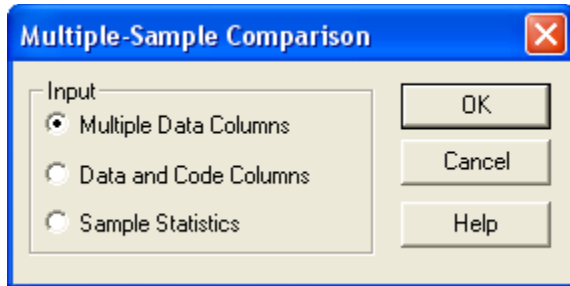 Multiple-Sample Comparison
Input
Multiple Data Columns
Data and Code Columns
Sample Statistics
OK
Cancel
Help